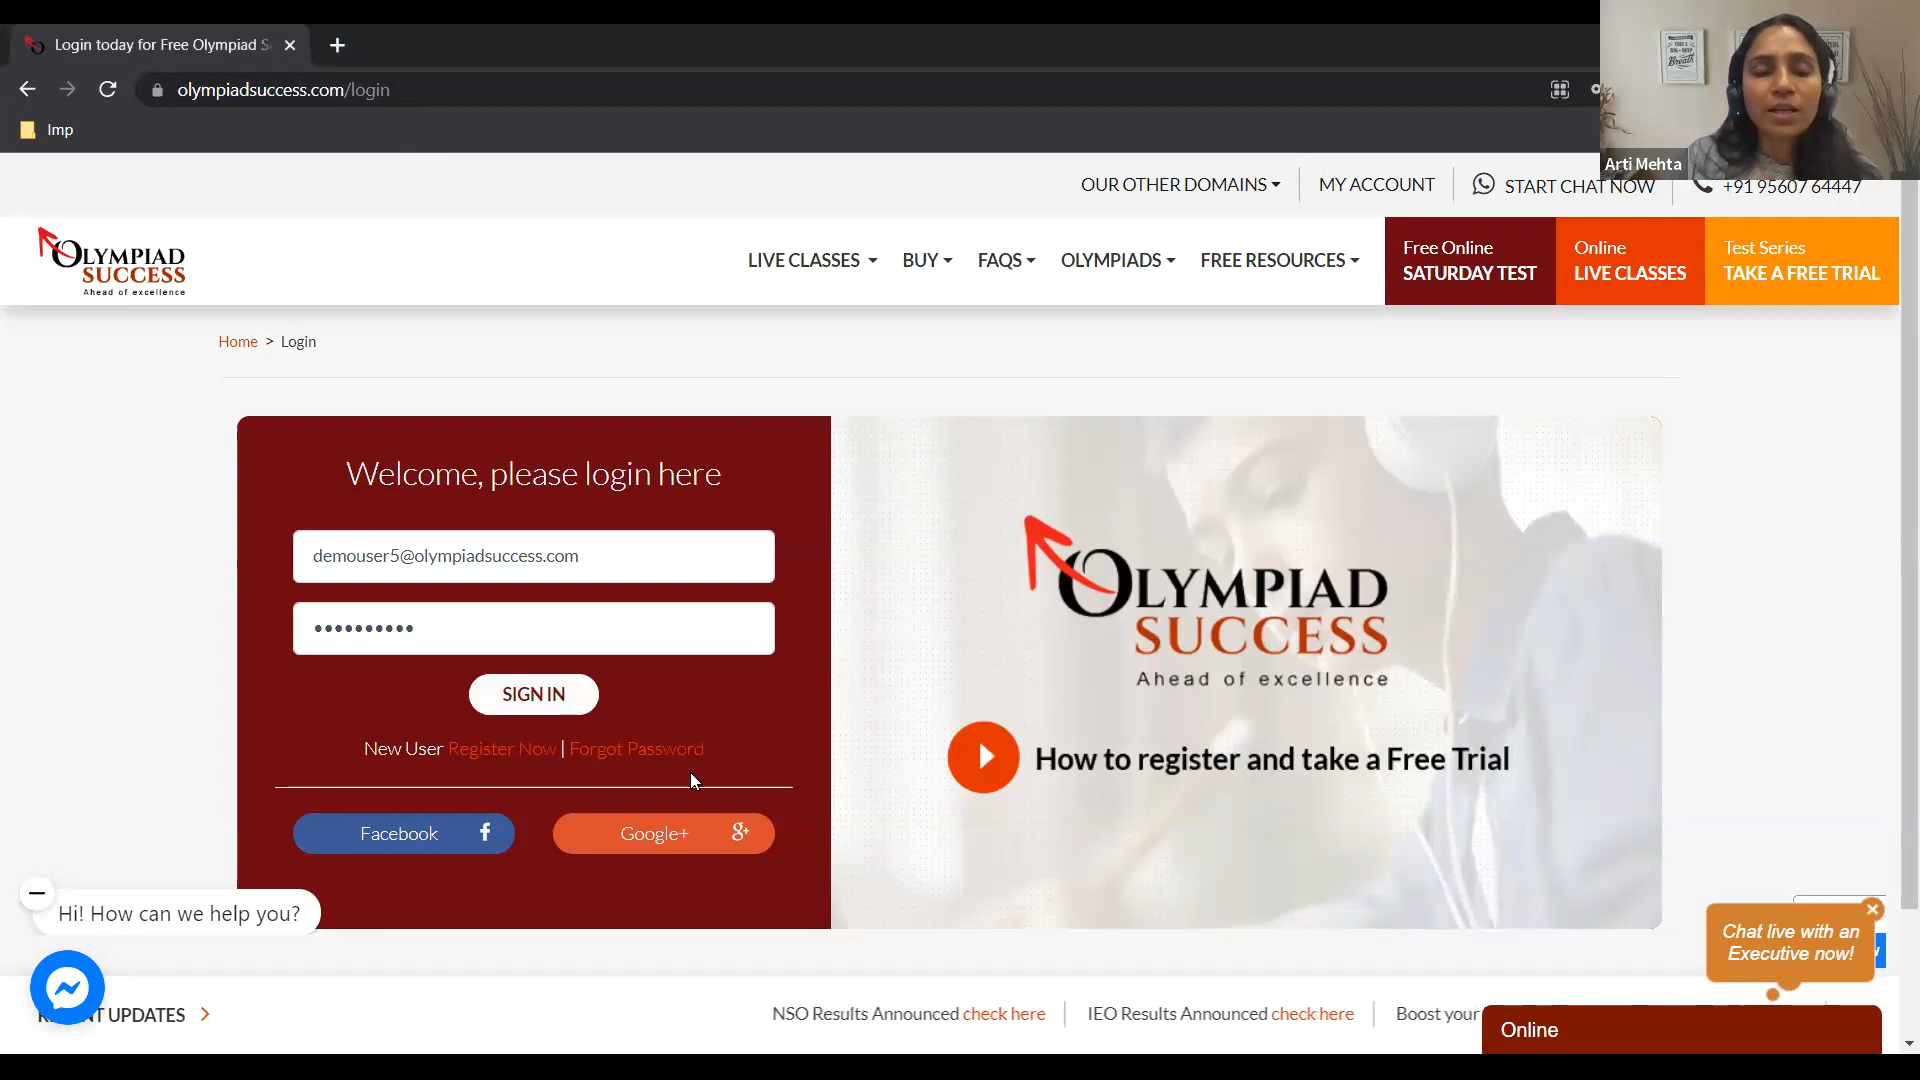 Login today for Free Olympiad S
olympiadsuccess.com/login
Imp
Breath
Arti Mehta
OUR OTHER DOMAINS
MY ACCOUNT
START CHAT NOW
+91 95607 64447
OLYMPIAD
SUCCESS
Ahead of excellence
LIVE CLASSES
BUY
FAQS
OLYMPIADS
FREE RESOURCES
Free Online
SATURDAY TEST
Online
LIVE CLASSES
Test Series
TAKE A FREE TRIAL
Home > Login
Welcome, please login here
demouser5@olympiadsuccess.com
••••••••••
SIGN IN
New User Register Now | Forgot Password
Facebook f
Google+ g+
OLYMPIAD
SUCCESS
Ahead of excellence
How to register and take a Free Trial
Hi! How can we help you?
Chat live with an
Executive now!
UPDATES
NSO Results Announced check here
IEO Results Announced check here
Boost your
Online